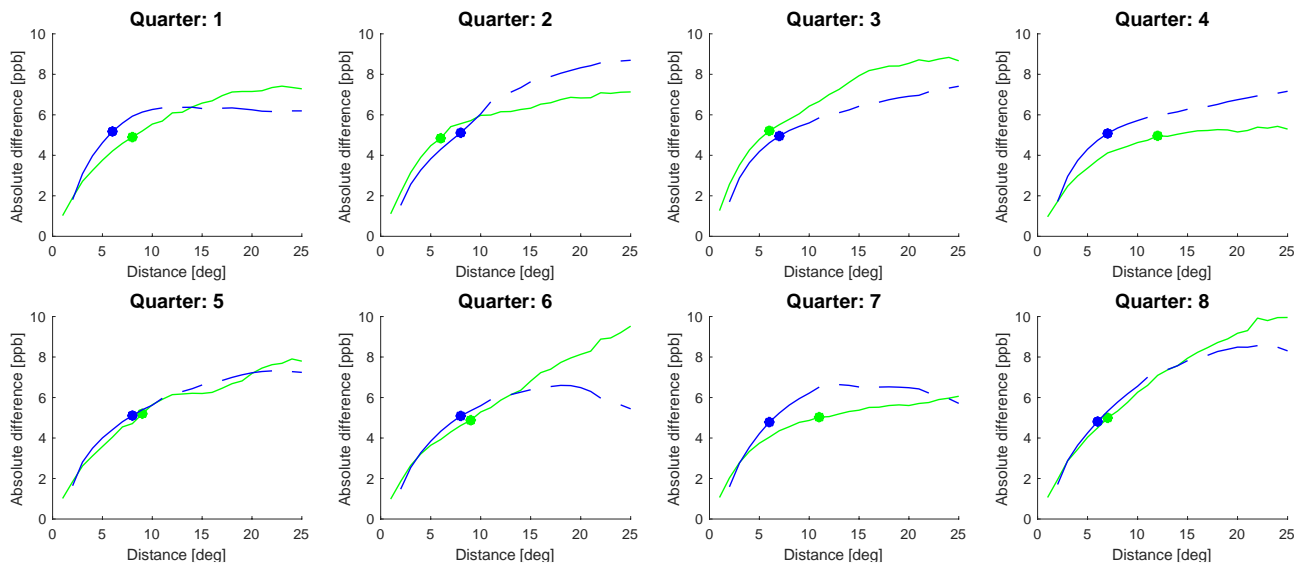 Quarter: 1
Absolute difference [ppb]
10
8
6
4
2
0
0 5 10 15 20 25
Distance [deg]
Quarter: 2
Absolute difference [ppb]
10
8
6
4
2
0
0 5 10 15 20 25
Distance [deg]
Quarter: 3
Absolute difference [ppb]
10
8
6
4
2
0
0 5 10 15 20 25
Distance [deg]
Quarter: 4
Absolute difference [ppb]
10
8
6
4
2
0
0 5 10 15 20 25
Distance [deg]
Quarter: 5
Absolute difference [ppb]
10
8
6
4
2
0
0 5 10 15 20 25
Distance [deg]
Quarter: 6
Absolute difference [ppb]
10
8
6
4
2
0
0 5 10 15 20 25
Distance [deg]
Quarter: 7
Absolute difference [ppb]
10
8
6
4
2
0
0 5 10 15 20 25
Distance [deg]
Quarter: 8
Absolute difference [ppb]
10
8
6
4
2
0
0 5 10 15 20 25
Distance [deg]